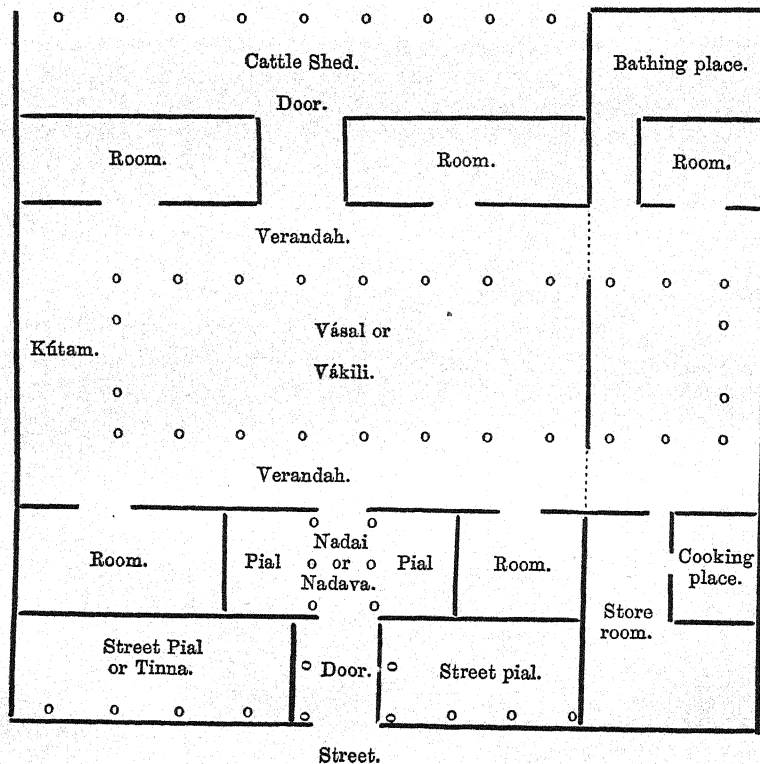 Cattle Shed.
Bathing place.
Door.
Room.
Room.
Room.
Verandah.
Vásal or
Kútam.
Vákili.
Verandah.
Nadai
Room.
Pial
or
Pial
Room.
Cooking
place.
Nadava.
Store
room.
Street Pial
or Tinna.
Door.
Street pial.
Street.